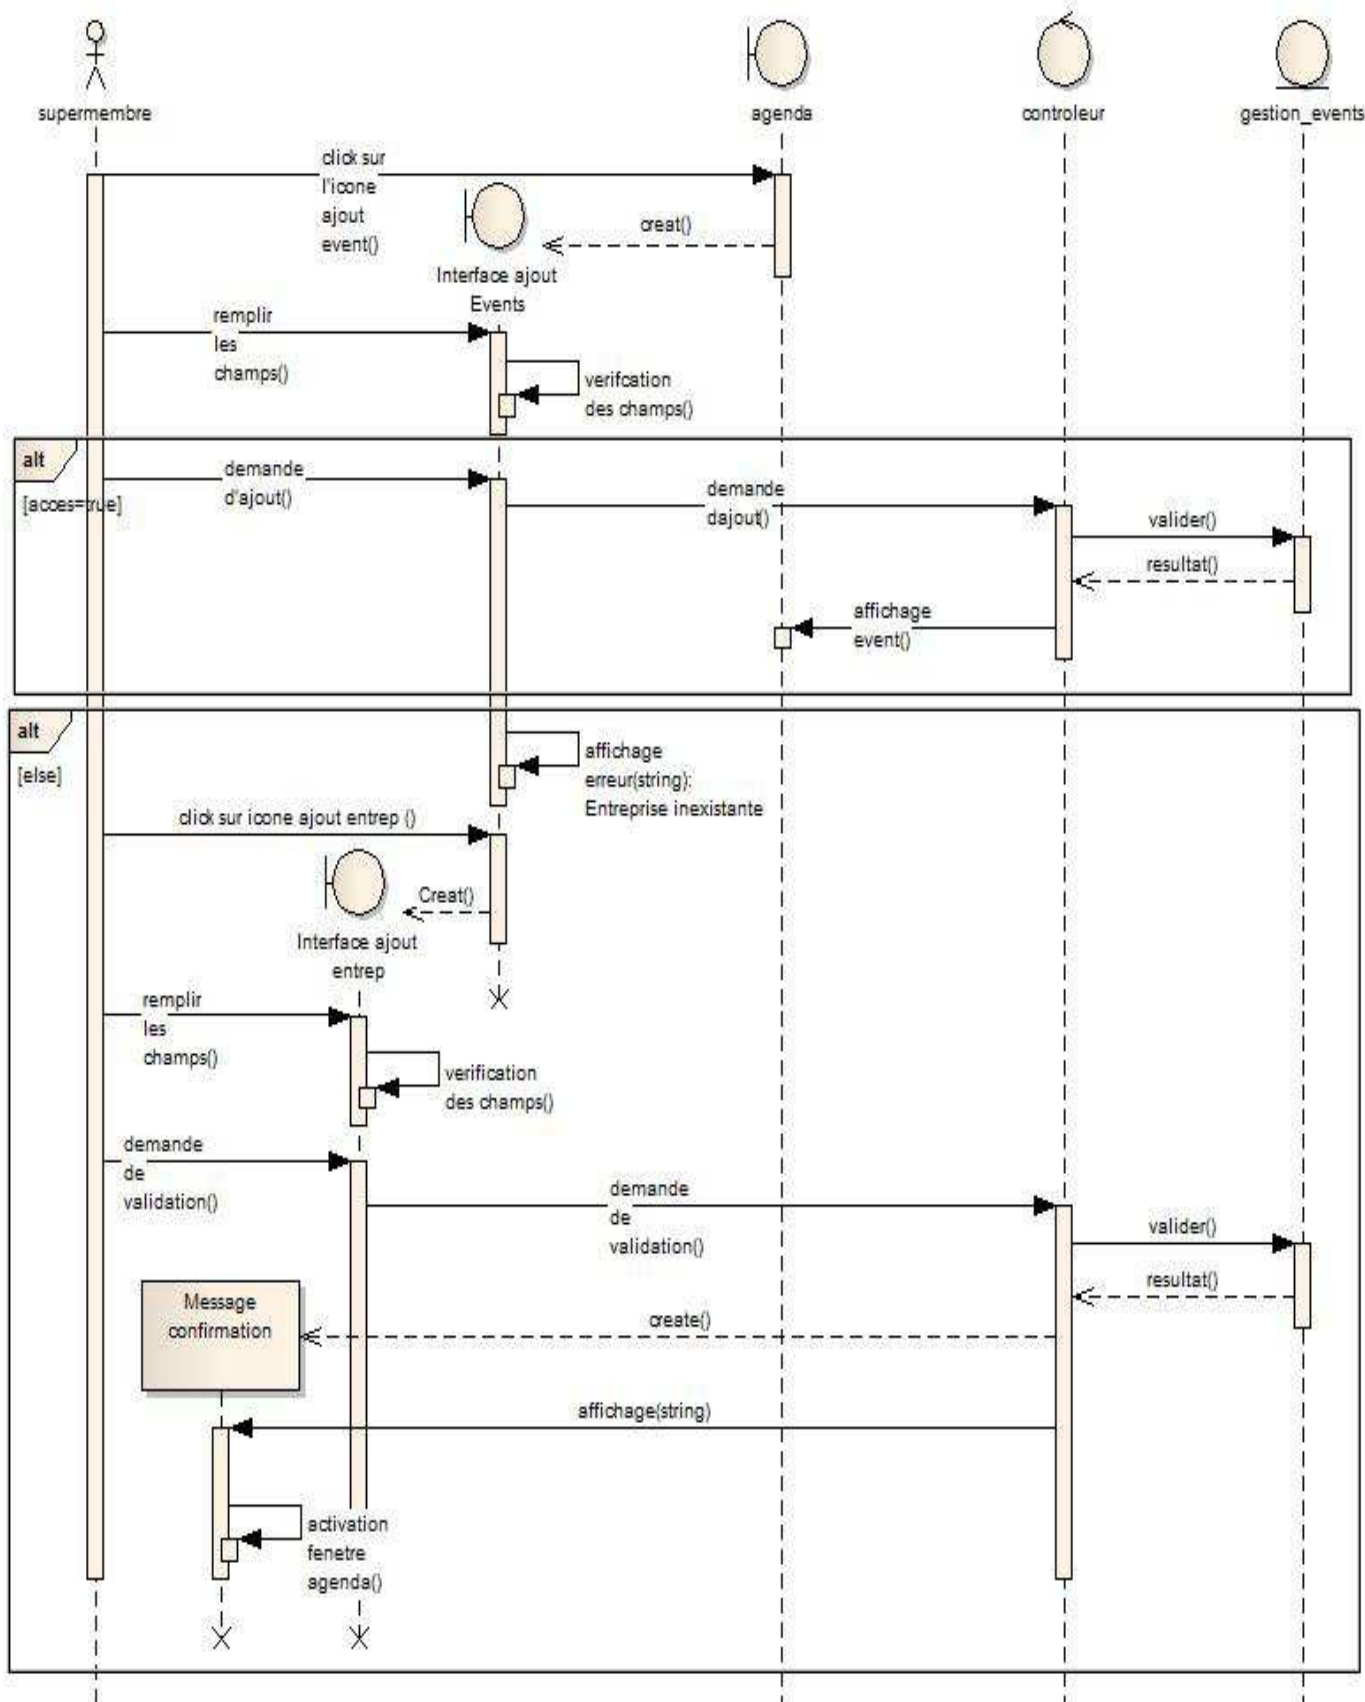 supermembre
agenda
controleur
gestion_events
click sur
l'icone
ajout
event()
creat()
Interface ajout
Events
remplir
les
champs()
verifcation
des champs()
alt
[acces=true]
demande
d'ajout()
demande
dajout()
valider()
resultat()
affichage
event()
alt
[else]
affichage
erreur(string):
Entreprise inexistante
click sur icone ajout entrep ()
Creat()
Interface ajout
entrep
remplir
les
champs()
verification
des champs()
demande
de
validation()
demande
de
validation()
valider()
resultat()
Message
confirmation
create()
affichage(string)
activation
fenetre
agenda()